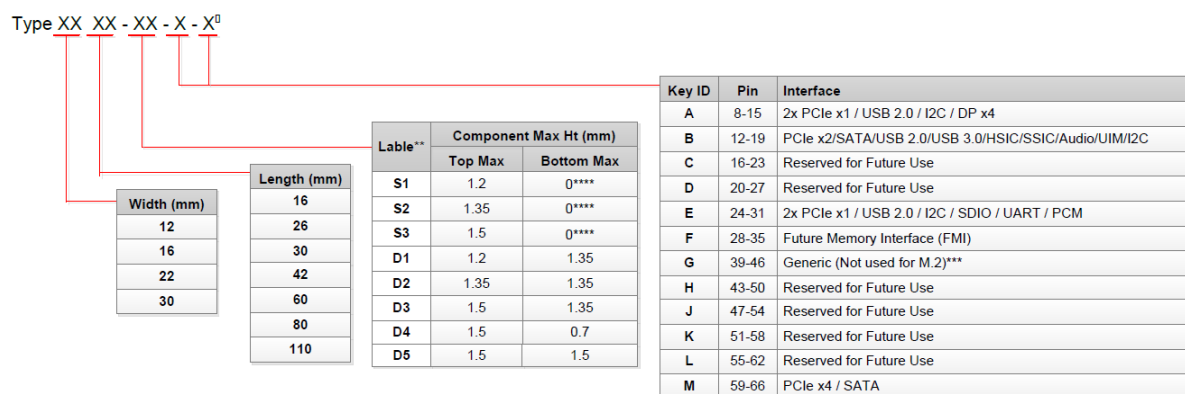 Type XX XX - XX - X - X▯
Key ID Pin Interface
A 8-15 2x PCIe x1 / USB 2.0 / I2C / DP x4
B 12-19 PCIe x2/SATA/USB 2.0/USB 3.0/HSIC/SSIC/Audio/UIM/I2C
C 16-23 Reserved for Future Use
D 20-27 Reserved for Future Use
E 24-31 2x PCIe x1 / USB 2.0 / I2C / SDIO / UART / PCM
F 28-35 Future Memory Interface (FMI)
G 39-46 Generic (Not used for M.2)***
H 43-50 Reserved for Future Use
J 47-54 Reserved for Future Use
K 51-58 Reserved for Future Use
L 55-62 Reserved for Future Use
M 59-66 PCIe x4 / SATA
Lable** Component Max Ht (mm)
Top Max Bottom Max
S1 1.2 0****
S2 1.35 0****
S3 1.5 0****
D1 1.2 1.35
D2 1.35 1.35
D3 1.5 1.35
D4 1.5 0.7
D5 1.5 1.5
Length (mm)
16
26
30
42
60
80
110
Width (mm)
12
16
22
30